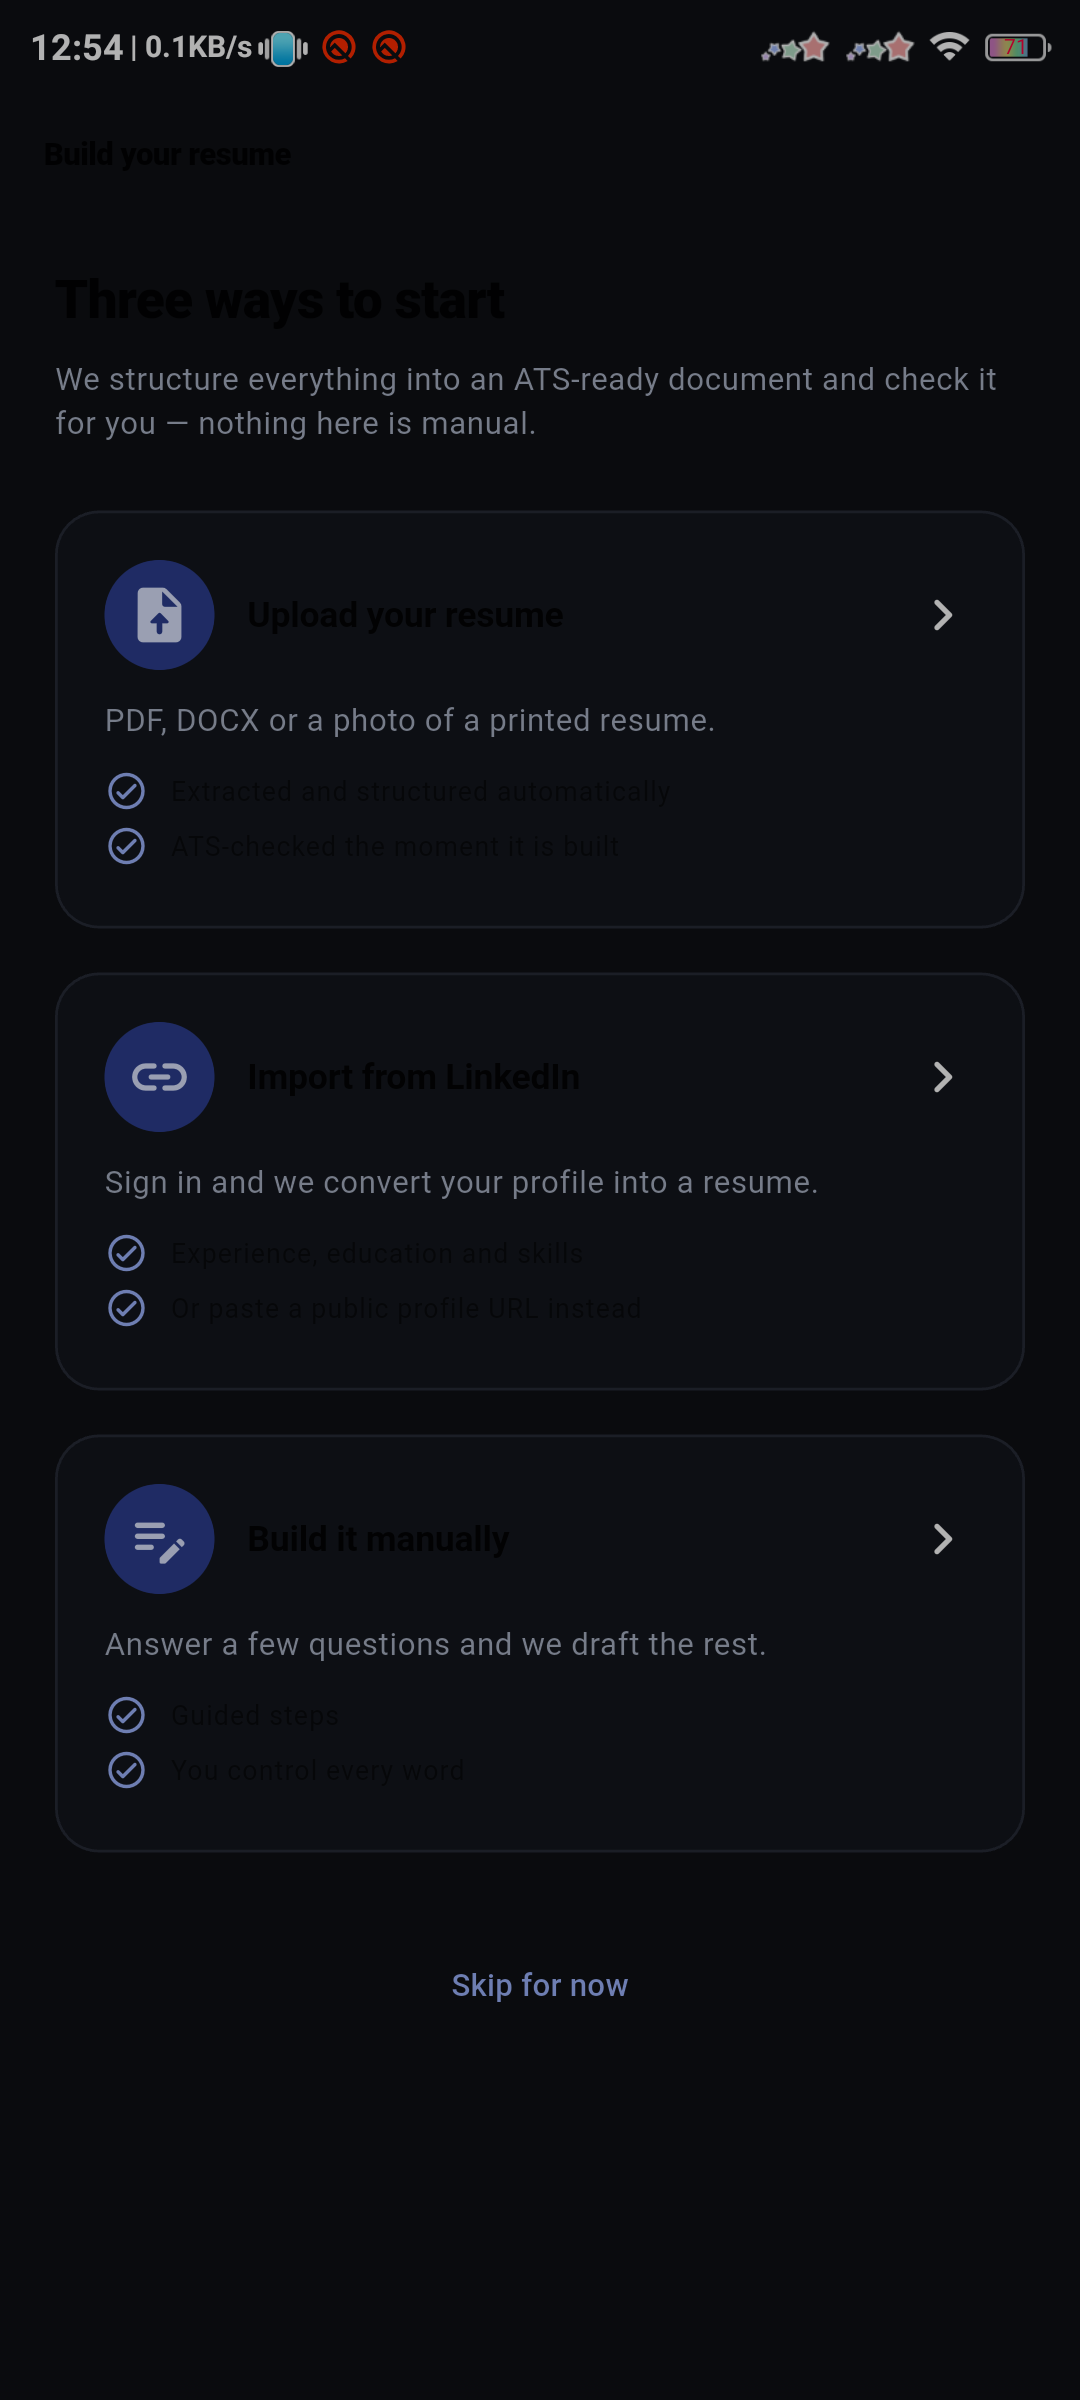 12:54 | 0.1KB/s
71
Build your resume
Three ways to start
We structure everything into an ATS-ready document and check it
for you — nothing here is manual.
Upload your resume
PDF, DOCX or a photo of a printed resume.
Extracted and structured automatically
ATS-checked the moment it is built
Import from LinkedIn
Sign in and we convert your profile into a resume.
Experience, education and skills
Or paste a public profile URL instead
Build it manually
Answer a few questions and we draft the rest.
Guided steps
You control every word
Skip for now